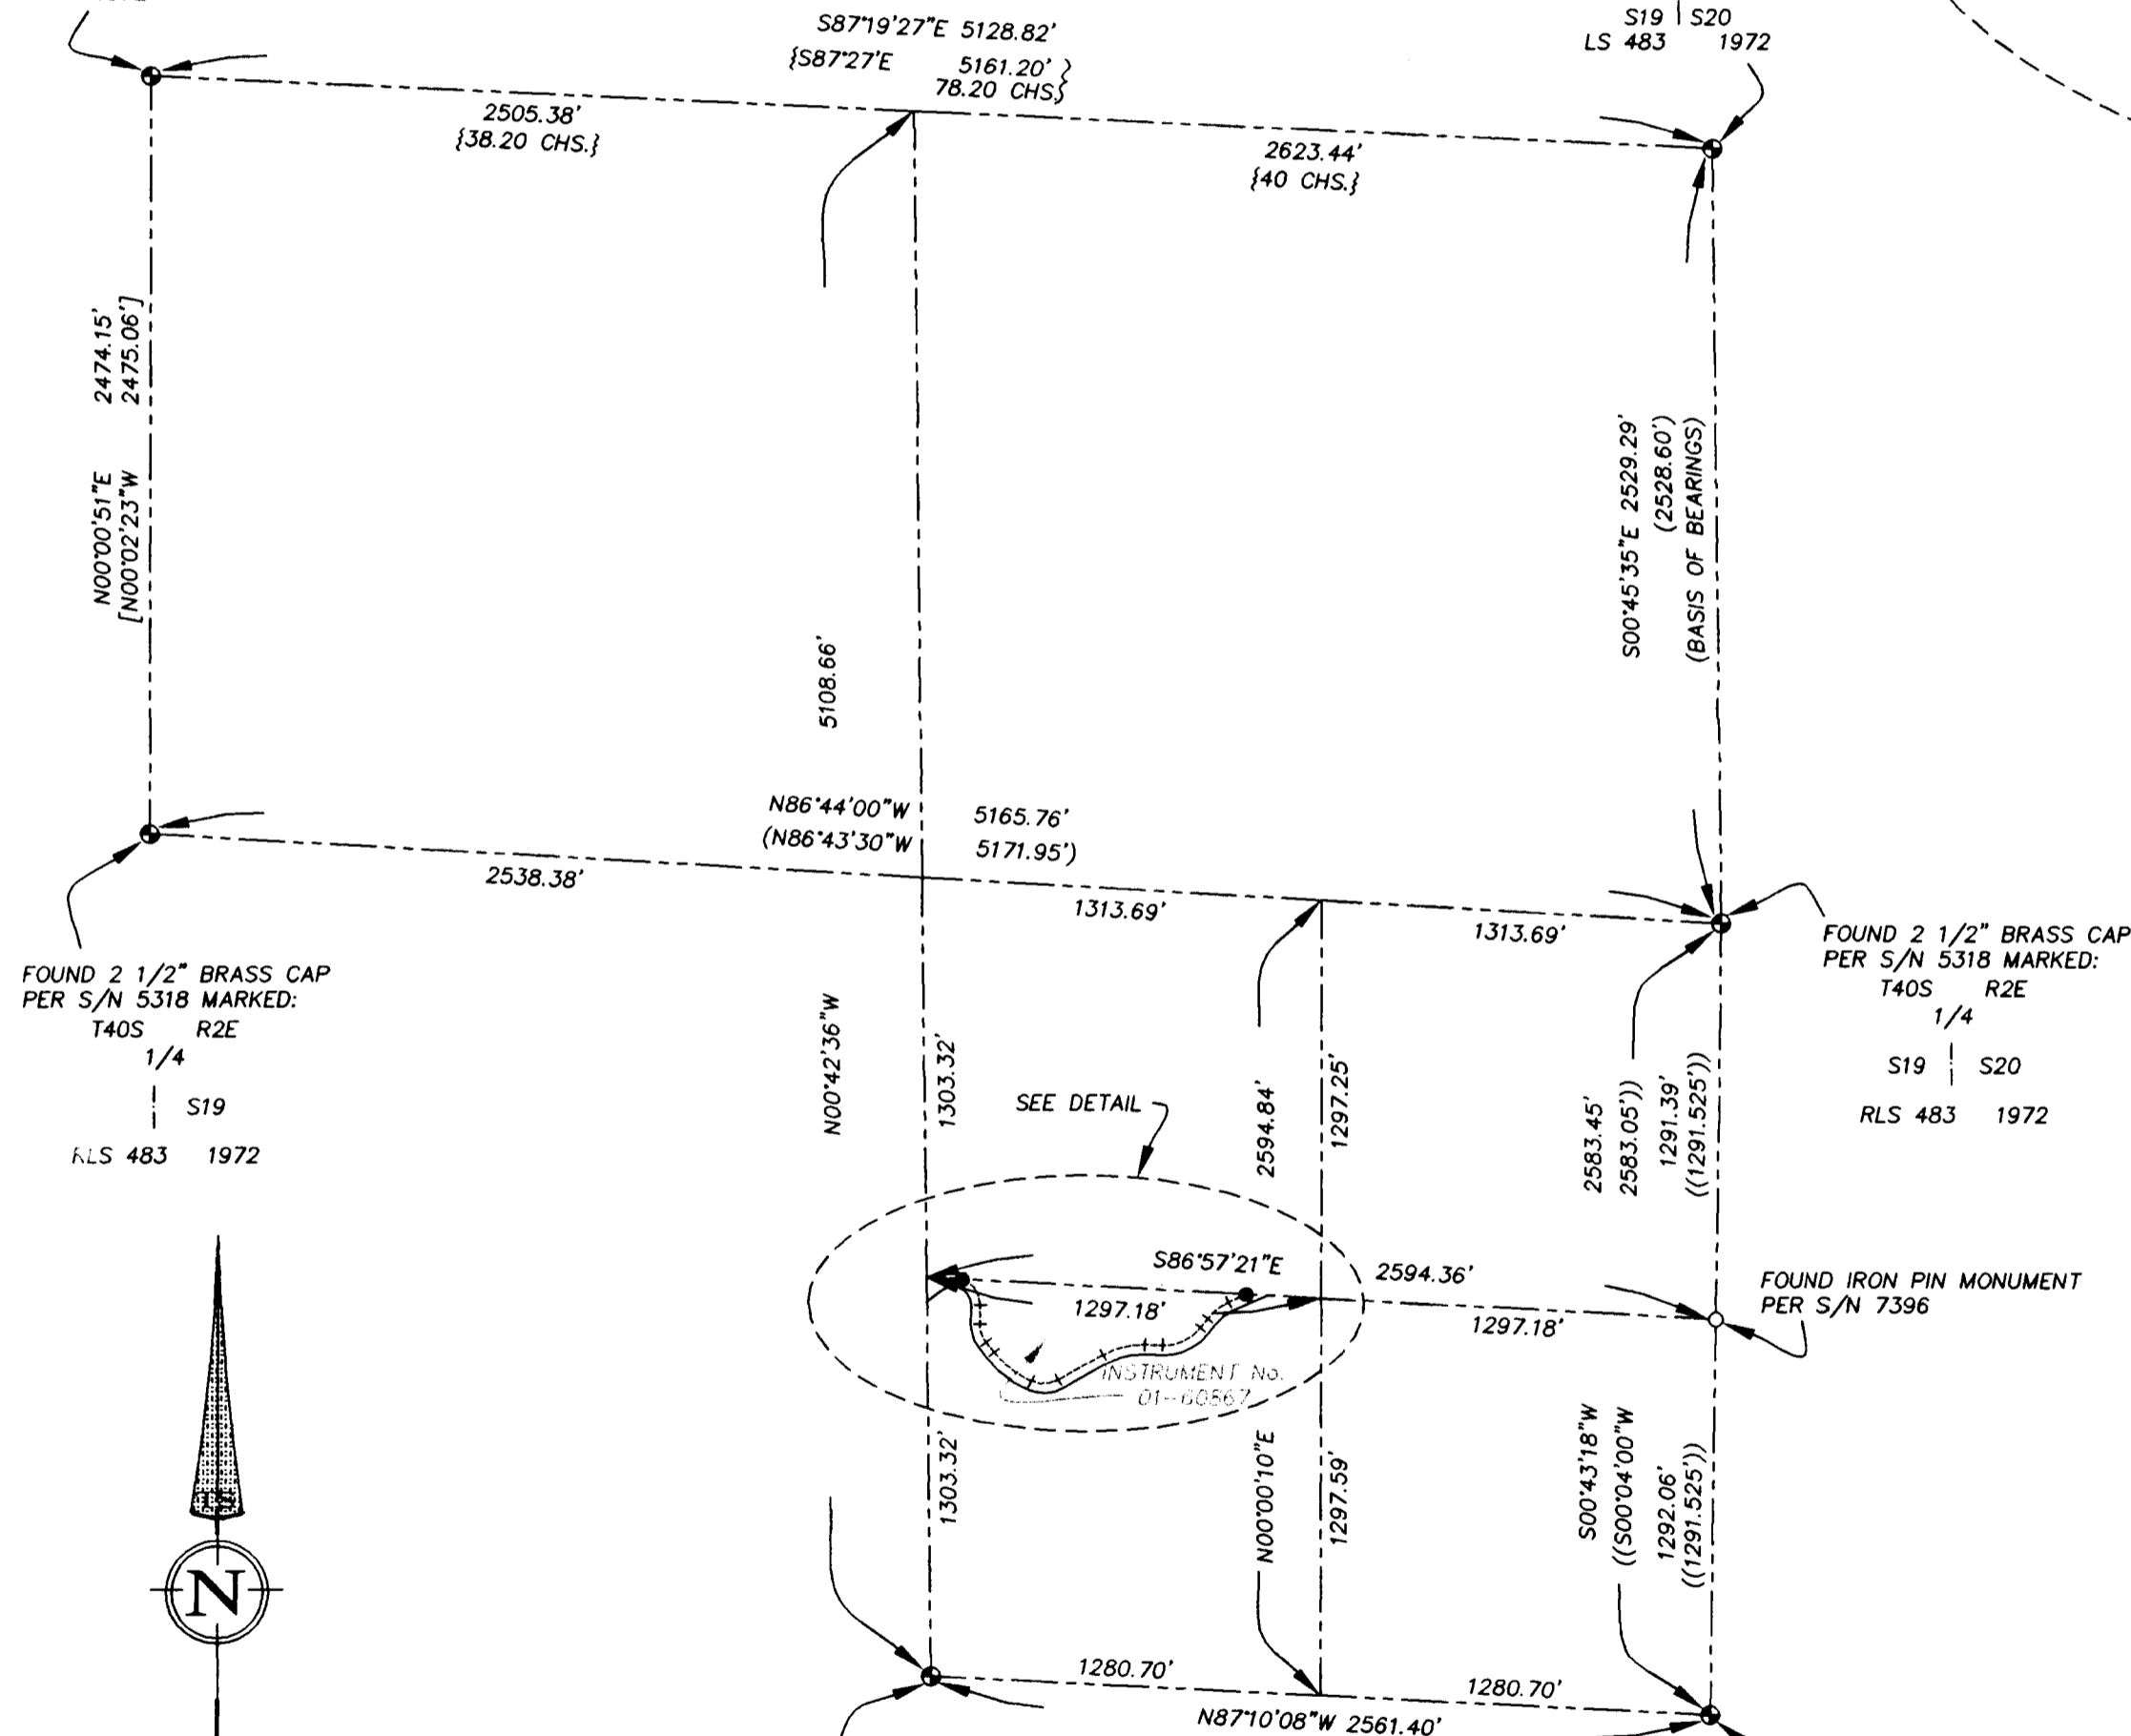 S87°19'27"E 5128.82'
{S87°27'E 5161.20'}
78.20 CHS.}
S19 | S20
LS 483 1972
2505.38'
{38.20 CHS.}
2623.44'
{40 CHS.}
N00°00'51"E 2474.15'
[N00°02'23"W 2475.06']
5108.66'
S00°45'35"E 2529.29'
(2528.60')
(BASIS OF BEARINGS)
N86°44'00"W 5165.76'
(N86°43'30"W 5171.95')
2538.38'
1313.69'
1313.69'
FOUND 2 1/2" BRASS CAP
PER S/N 5318 MARKED:
T40S R2E
1/4
S19
RLS 483 1972
FOUND 2 1/2" BRASS CAP
PER S/N 5318 MARKED:
T40S R2E
1/4
S19 | S20
RLS 483 1972
N00°42'36"W
1303.32'
SEE DETAIL
2594.84'
1297.25'
2583.45'
2583.05'))
1291.39'
((1291.525'))
S86°57'21"E
2594.36'
1297.18'
1297.18'
FOUND IRON PIN MONUMENT
PER S/N 7396
INSTRUMENT No.
01-60867
1303.32'
N00°00'10"E
1297.59'
S00°43'18"W
((S00°04'00"W
1292.06'
((1291.525'))
N
1280.70'
1280.70'
N87°10'08"W 2561.40'